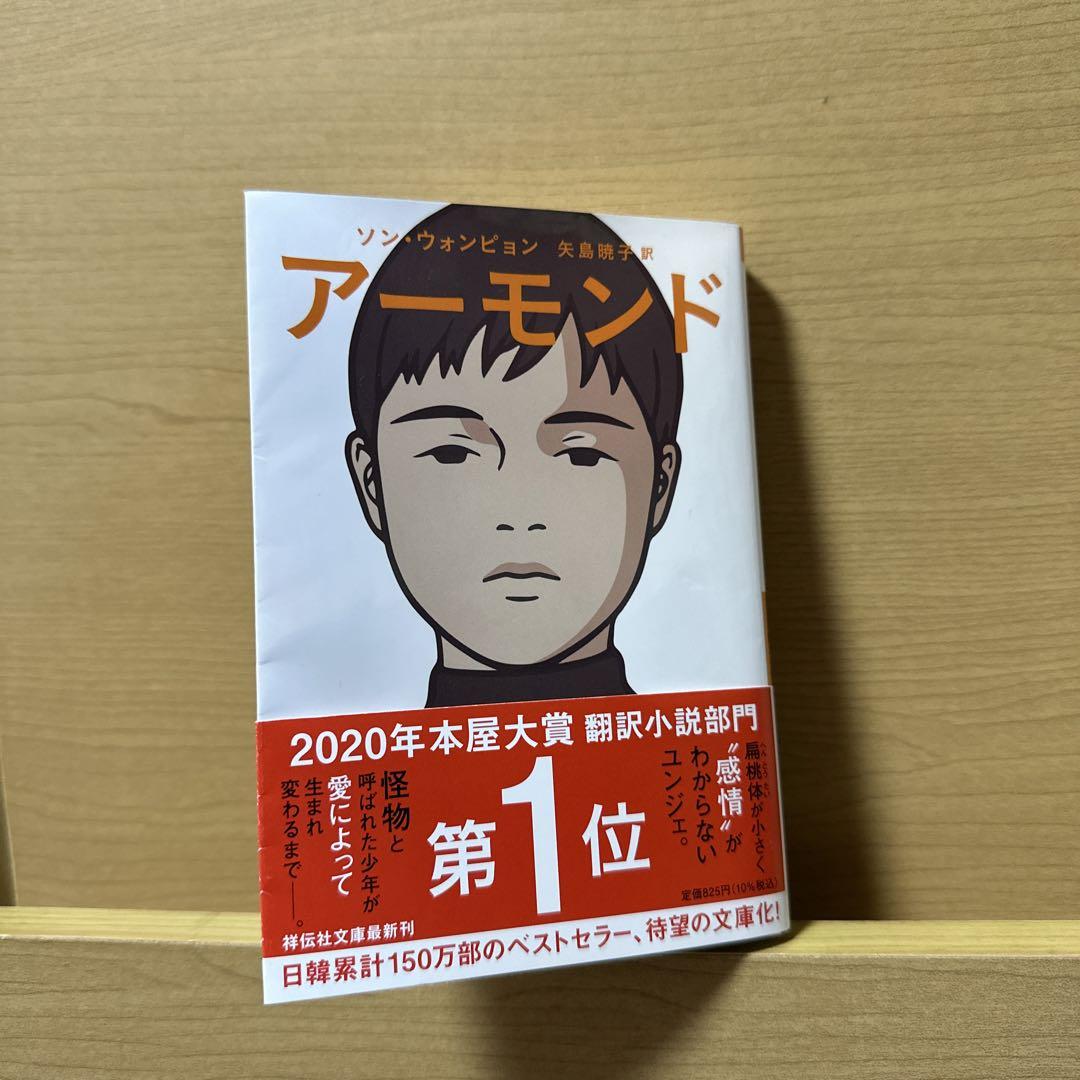 ソン・ウォンピョン 矢島暁子 訳
アーモンド
2020年本屋大賞 翻訳小説部門
第1位
扁桃体が小さく
へんとうたい
"感情"が
わからない
ユンジェ。
怪物と
呼ばれた少年が
愛によって
生まれ
変わるまで——。
定価825円(10%税込)
祥伝社文庫最新刊
日韓累計150万部のベストセラー、待望の文庫化!